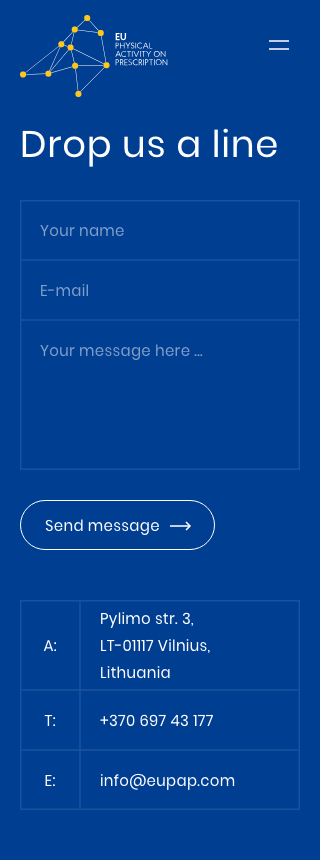 EU
PHYSICAL
ACTIVITY ON
PRESCRIPTION
Drop us a line
Your name
E-mail
Your message here ...
Send message
A:
Pylimo str. 3,
LT-01117 Vilnius,
Lithuania
T:
+370 697 43 177
E:
info@eupap.com